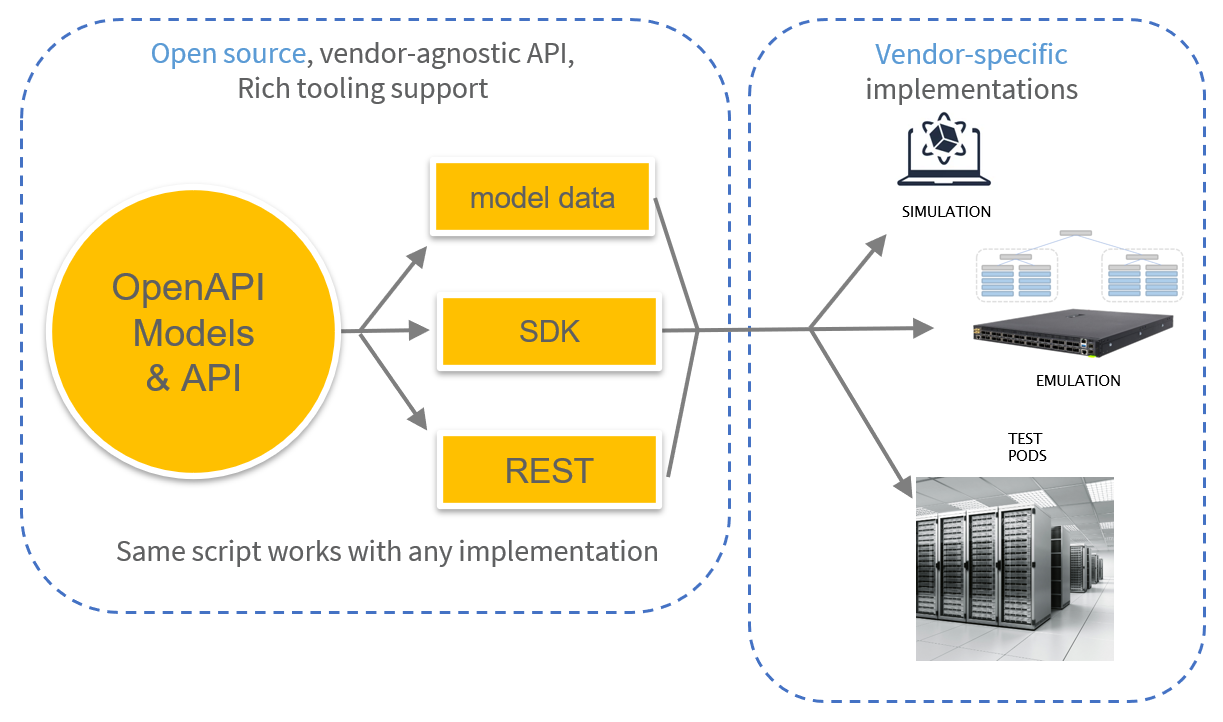 Open source, vendor-agnostic API,
Rich tooling support
OpenAPI
Models
& API
model data
SDK
REST
Same script works with any implementation
Vendor-specific
implementations
SIMULATION
EMULATION
TEST
PODS